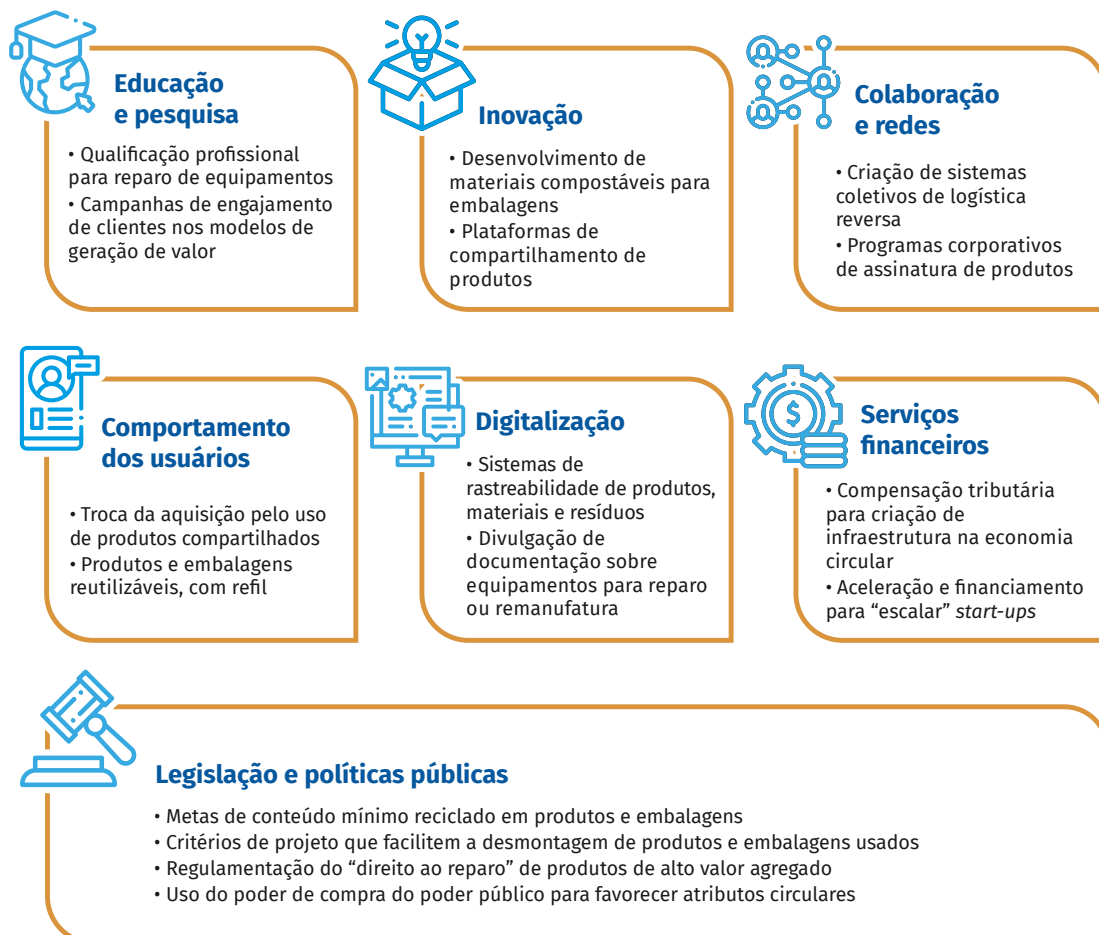 Educação
e pesquisa
• Qualificação profissional
para reparo de equipamentos
• Campanhas de engajamento
de clientes nos modelos de
geração de valor
Inovação
• Desenvolvimento de
materiais compostáveis para
embalagens
• Plataformas de
compartilhamento de
produtos
Colaboração
e redes
• Criação de sistemas
coletivos de logística
reversa
• Programas corporativos
de assinatura de produtos
Comportamento
dos usuários
• Troca da aquisição pelo uso
de produtos compartilhados
• Produtos e embalagens
reutilizáveis, com refil
Digitalização
• Sistemas de
rastreabilidade de produtos,
materiais e resíduos
• Divulgação de
documentação sobre
equipamentos para reparo
ou remanufatura
$
Serviços
financeiros
• Compensação tributária
para criação de
infraestrutura na economia
circular
• Aceleração e financiamento
para “escalar” start-ups
Legislação e políticas públicas
• Metas de conteúdo mínimo reciclado em produtos e embalagens
• Critérios de projeto que facilitem a desmontagem de produtos e embalagens usados
• Regulamentação do “direito ao reparo” de produtos de alto valor agregado
• Uso do poder de compra do poder público para favorecer atributos circulares